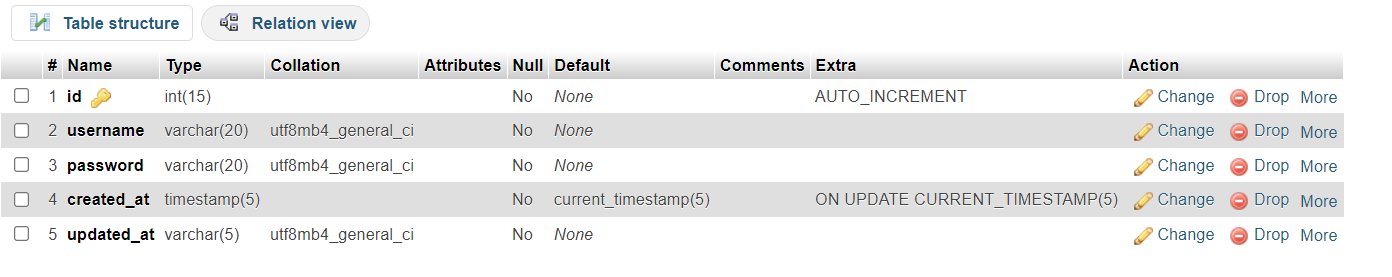 Table structure Relation view
# Name Type Collation Attributes Null Default Comments Extra Action
1 id int(15) No None AUTO_INCREMENT Change Drop More
2 username varchar(20) utf8mb4_general_ci No None Change Drop More
3 password varchar(20) utf8mb4_general_ci No None Change Drop More
4 created_at timestamp(5) No current_timestamp(5) ON UPDATE CURRENT_TIMESTAMP(5) Change Drop More
5 updated_at varchar(5) utf8mb4_general_ci No None Change Drop More